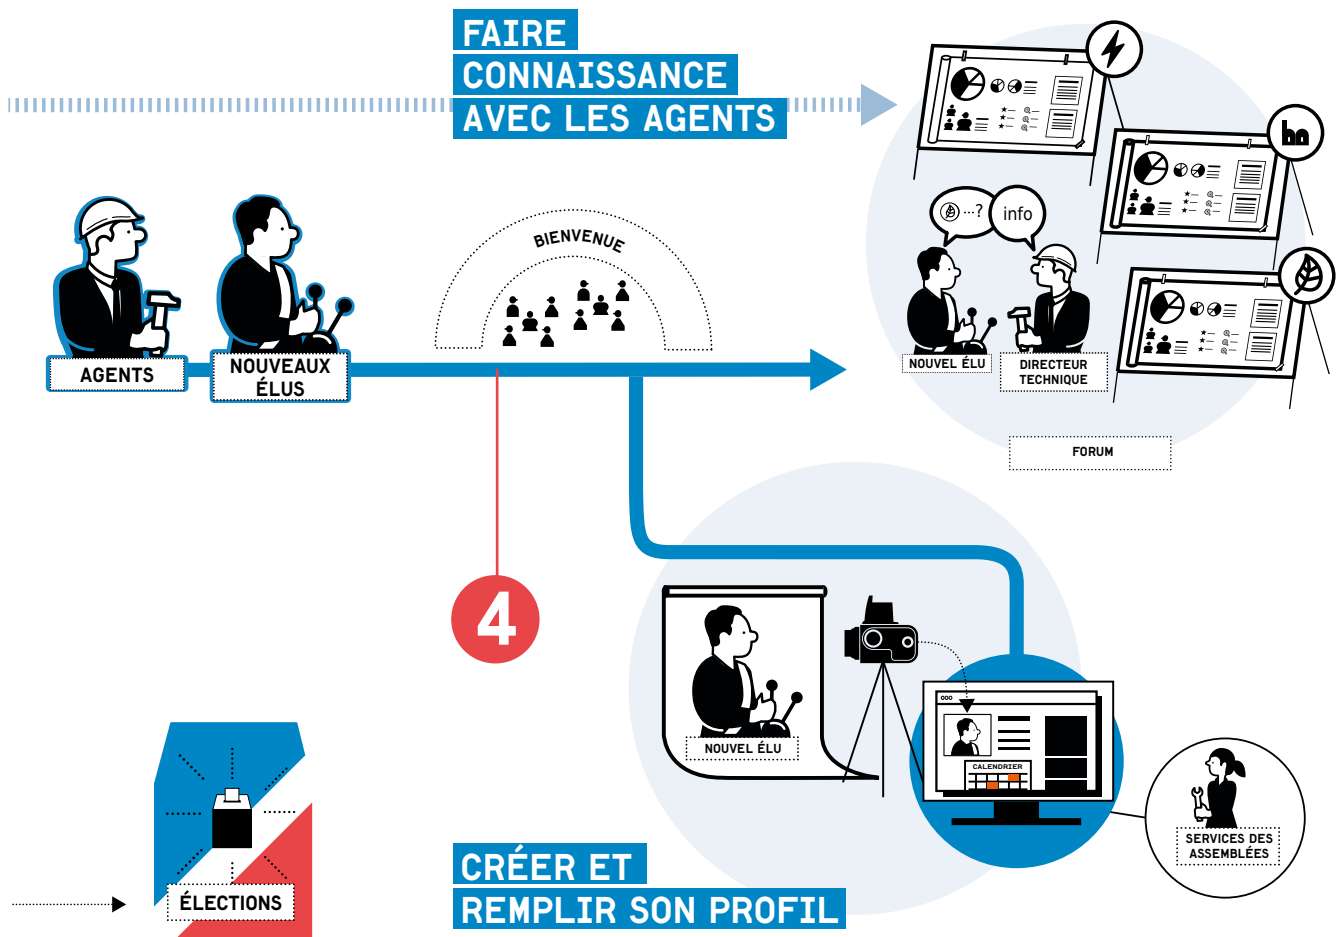 FAIRE
CONNAISSANCE
AVEC LES AGENTS
BIENVENUE
AGENTS
NOUVEAUX
ÉLUS
...?
info
NOUVEL ÉLU
DIRECTEUR
TECHNIQUE
FORUM
4
NOUVEL ÉLU
CALENDRIER
SERVICES DES
ASSEMBLÉES
ÉLECTIONS
CRÉER ET
REMPLIR SON PROFIL